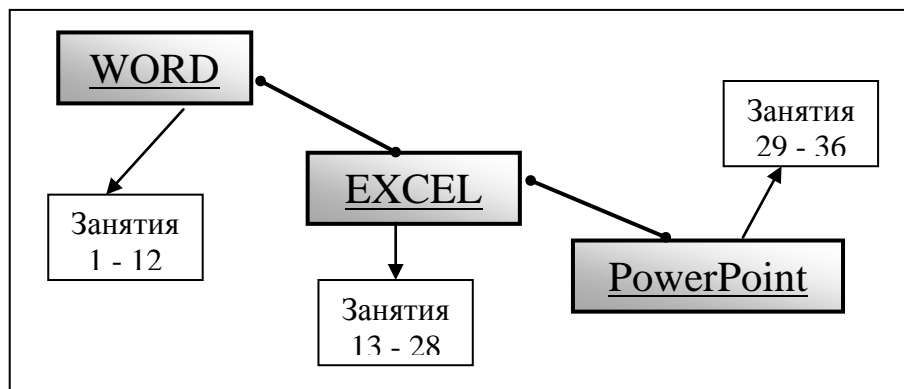 WORD
Занятия
1 - 12
EXCEL
Занятия
13 - 28
PowerPoint
Занятия
29 - 36